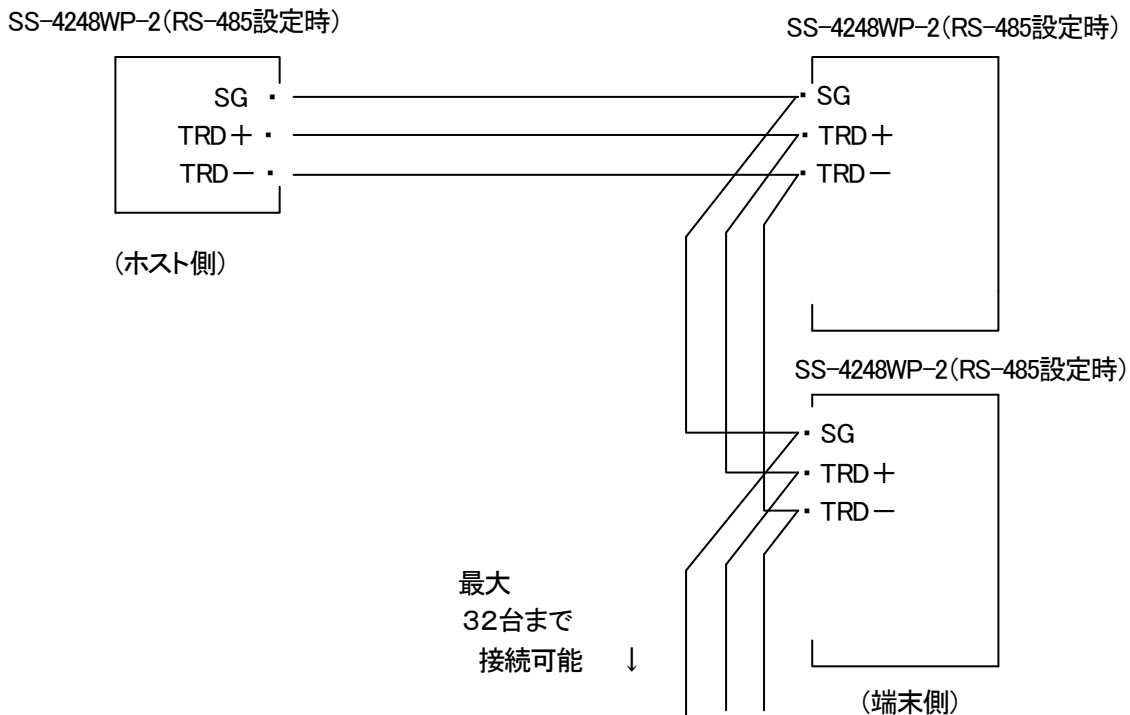 SS-4248WP-2(RS-485設定時)
SG
TRD＋
TRD－
(ホスト側)
SS-4248WP-2(RS-485設定時)
SG
TRD＋
TRD－
SS-4248WP-2(RS-485設定時)
SG
TRD＋
TRD－
(端末側)
最大
３２台まで
接続可能 ↓